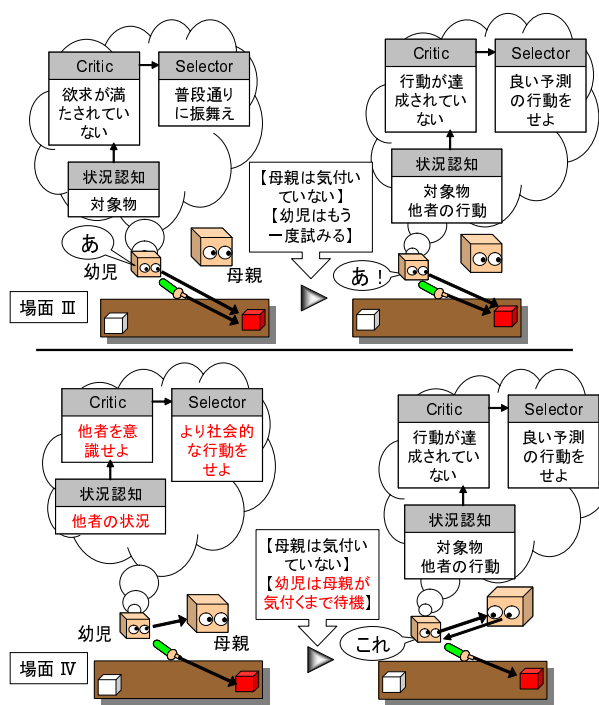 Critic
欲求が満
たされてい
ない
Selector
普段通り
に振舞え
状況認知
対象物
あ
幼児
母親
場面 Ⅲ
【母親は気付い
ていない】
【幼児はもう
一度試みる】
Critic
行動が達
成されてい
ない
Selector
良い予測
の行動を
せよ
状況認知
対象物
他者の行動
あ！
Critic
他者を意
識せよ
Selector
より社会的
な行動を
せよ
状況認知
他者の状況
幼児
母親
場面 Ⅳ
【母親は気付い
ていない】
【幼児は母親が
気付くまで待機】
Critic
行動が達
成されてい
ない
Selector
良い予測
の行動を
せよ
状況認知
対象物
他者の行動
これ